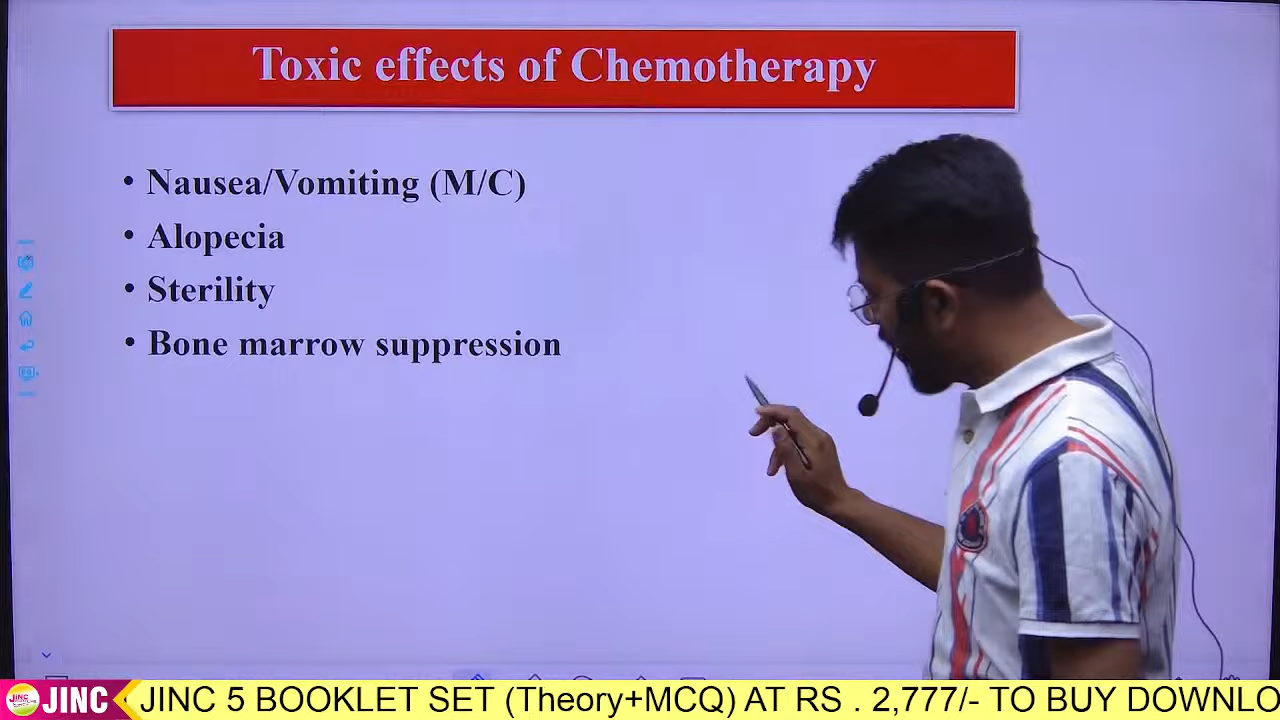 Toxic effects of Chemotherapy
• Nausea/Vomiting (M/C)
• Alopecia
• Sterility
• Bone marrow suppression
JINC JINC 5 BOOKLET SET (Theory+MCQ) AT RS . 2,777/- TO BUY DOWNLO